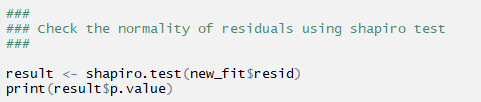 ###
### Check the normality of residuals using shapiro test
###
result <- shapiro.test(new_fit$resid)
print(result$p.value)